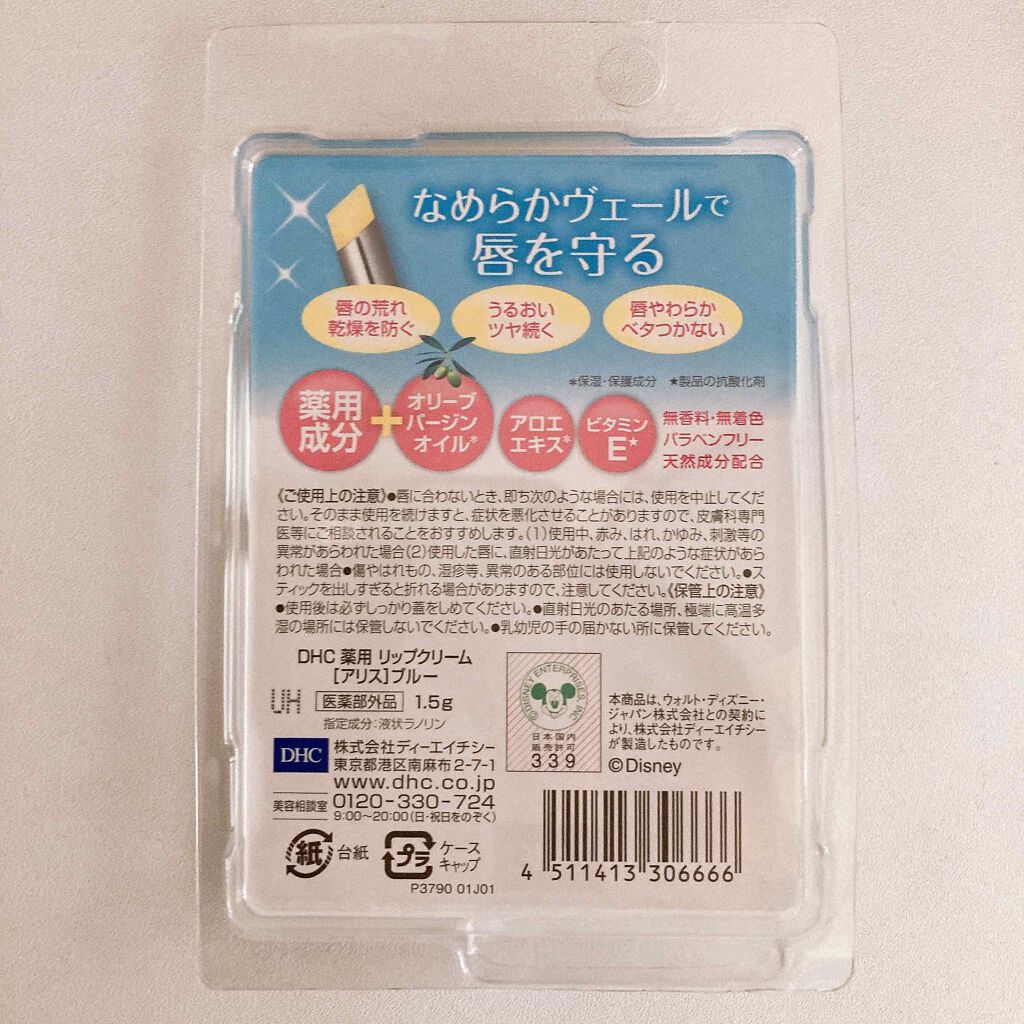 なめらかヴェールで
唇を守る
唇の荒れ
乾燥を防ぐ
うるおい
ツヤ続く
唇やわらか
ベタつかない
*保湿・保護成分 ★製品の抗酸化剤
薬用
成分
+
オリーブ
バージン
オイル*
アロエ
エキス*
ビタミン
E★
無香料・無着色
パラベンフリー
天然成分配合
《ご使用上の注意》●唇に合わないとき、即ち次のような場合には、使用を中止してくだ
さい。そのまま使用を続けますと、症状を悪化させることがありますので、皮膚科専門
医等にご相談されることをおすすめします。(1)使用中、赤み、はれ、かゆみ、刺激等の
異常があらわれた場合(2)使用した唇に、直射日光があたって上記のような症状があら
われた場合●傷やはれもの、湿疹等、異常のある部位には使用しないでください。●ス
ティックを出しすぎると折れる場合がありますので、注意してください。《保管上の注意》
●使用後は必ずしっかり蓋をしめてください。●直射日光のあたる場所、極端に高温多
湿の場所には保管しないでください。●乳幼児の手の届かない所に保管してください。
DHC 薬用 リップクリーム
[アリス]ブルー
UH 医薬部外品 1.5g
指定成分:液状ラノリン
DHC
株式会社ディーエイチシー
東京都港区南麻布2-7-1
www.dhc.co.jp
美容相談室 0120-330-724
9:00~20:00(日・祝日をのぞく)
©DISNEY ENTERPRISES, INC
日本国内
販売許可
339
本商品は、ウォルト・ディズニー・
ジャパン株式会社との契約に
より、株式会社ディーエイチシー
が製造したものです。
©Disney
紙 台紙
プラ ケース
キャップ
P3790 01J01
4 511413 306666